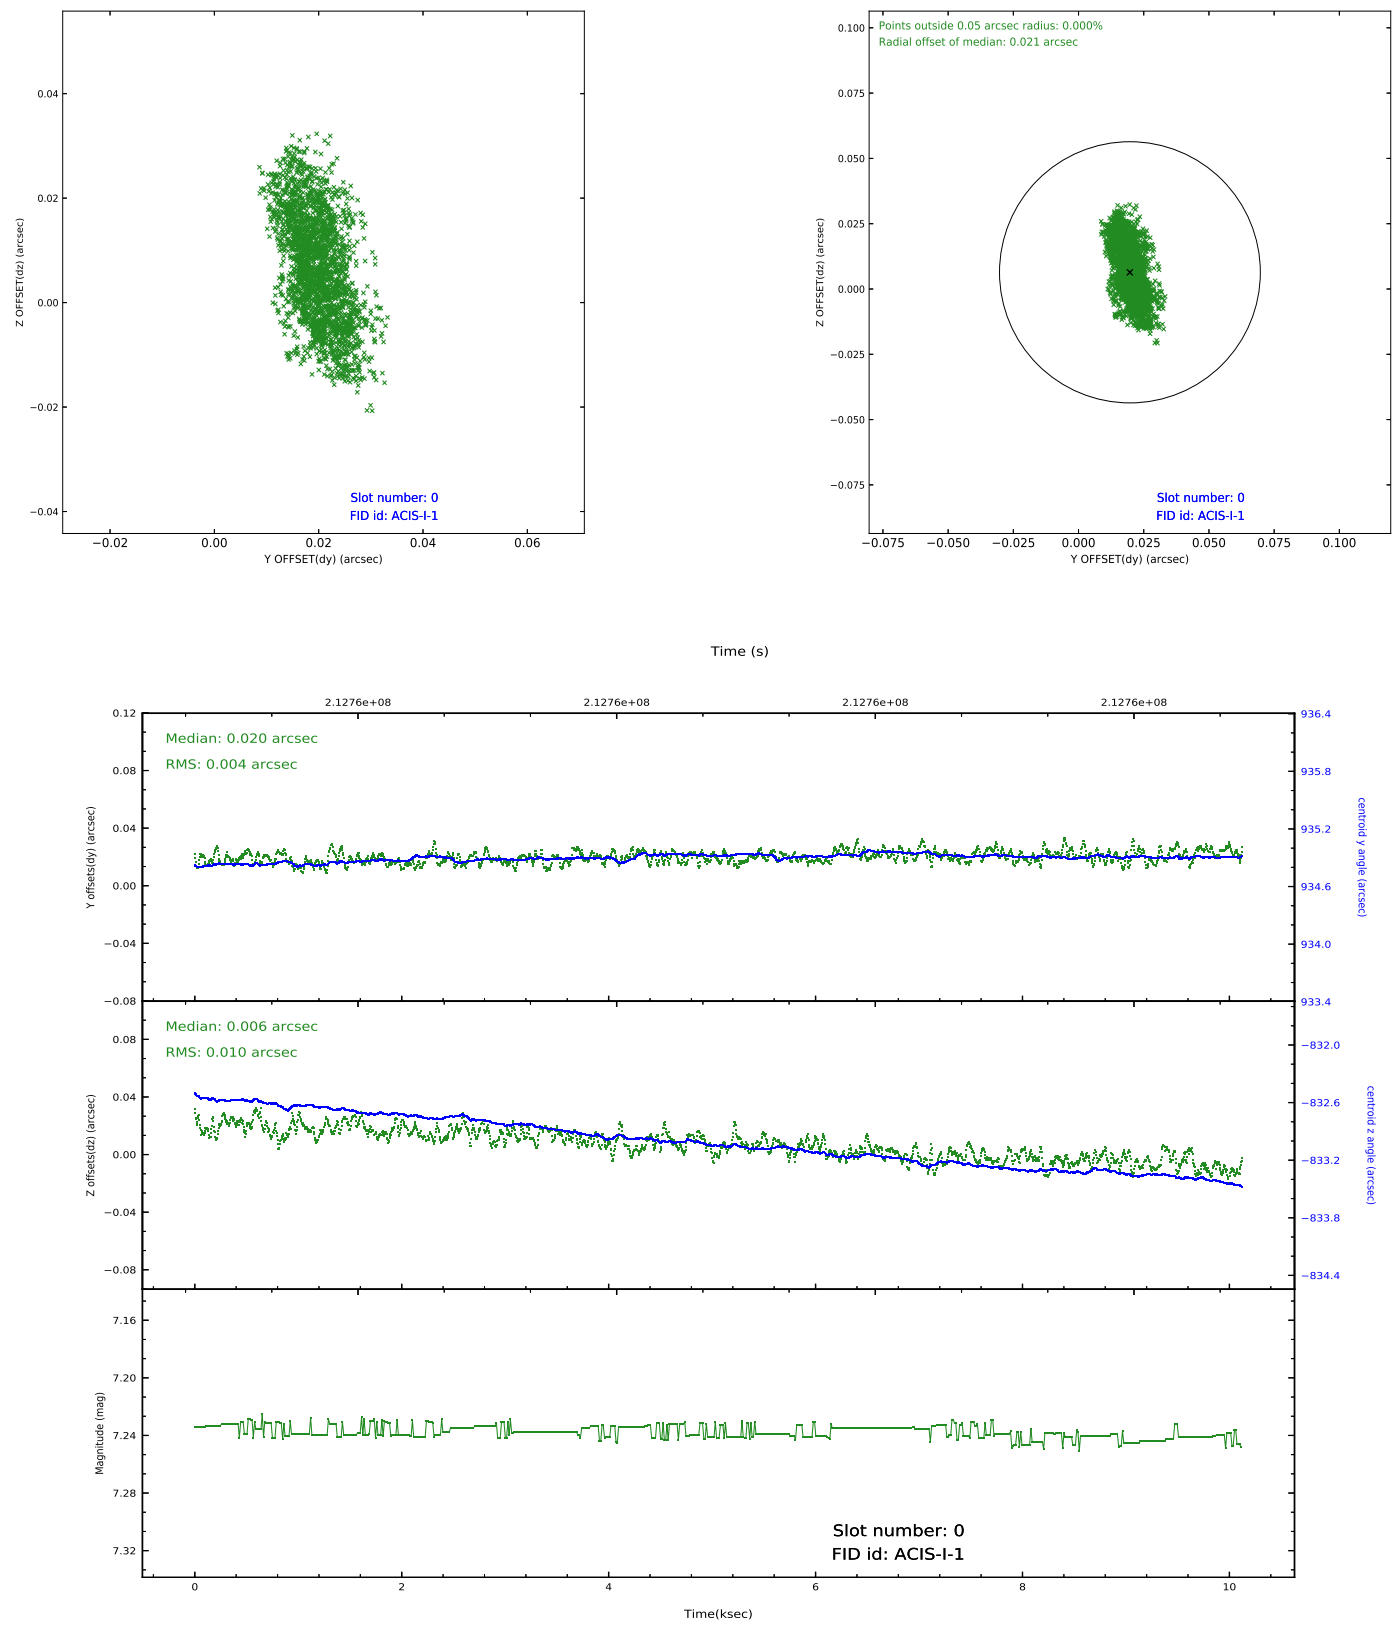 0.04
0.02
0.00
−0.02
−0.04
Z OFFSET(dz) (arcsec)
Slot number: 0
FID id: ACIS-I-1
−0.02 0.00 0.02 0.04 0.06
Y OFFSET(dy) (arcsec)
Points outside 0.05 arcsec radius: 0.000%
Radial offset of median: 0.021 arcsec
0.100
0.075
0.050
0.025
0.000
−0.025
−0.050
−0.075
Z OFFSET(dz) (arcsec)
Slot number: 0
FID id: ACIS-I-1
−0.075 −0.050 −0.025 0.000 0.025 0.050 0.075 0.100
Y OFFSET(dy) (arcsec)
Time (s)
2.1276e+08 2.1276e+08 2.1276e+08 2.1276e+08
Median: 0.020 arcsec
RMS: 0.004 arcsec
0.12
0.08
0.04
0.00
−0.04
−0.08
Y offsets(dy) (arcsec)
936.4
935.8
935.2
934.6
934.0
933.4
centroid y angle (arcsec)
Median: 0.006 arcsec
RMS: 0.010 arcsec
0.08
0.04
0.00
−0.04
−0.08
Z offsets(dz) (arcsec)
−832.0
−832.6
−833.2
−833.8
−834.4
centroid z angle (arcsec)
7.16
7.20
7.24
7.28
7.32
Magnitude (mag)
Slot number: 0
FID id: ACIS-I-1
0 2 4 6 8 10
Time(ksec)